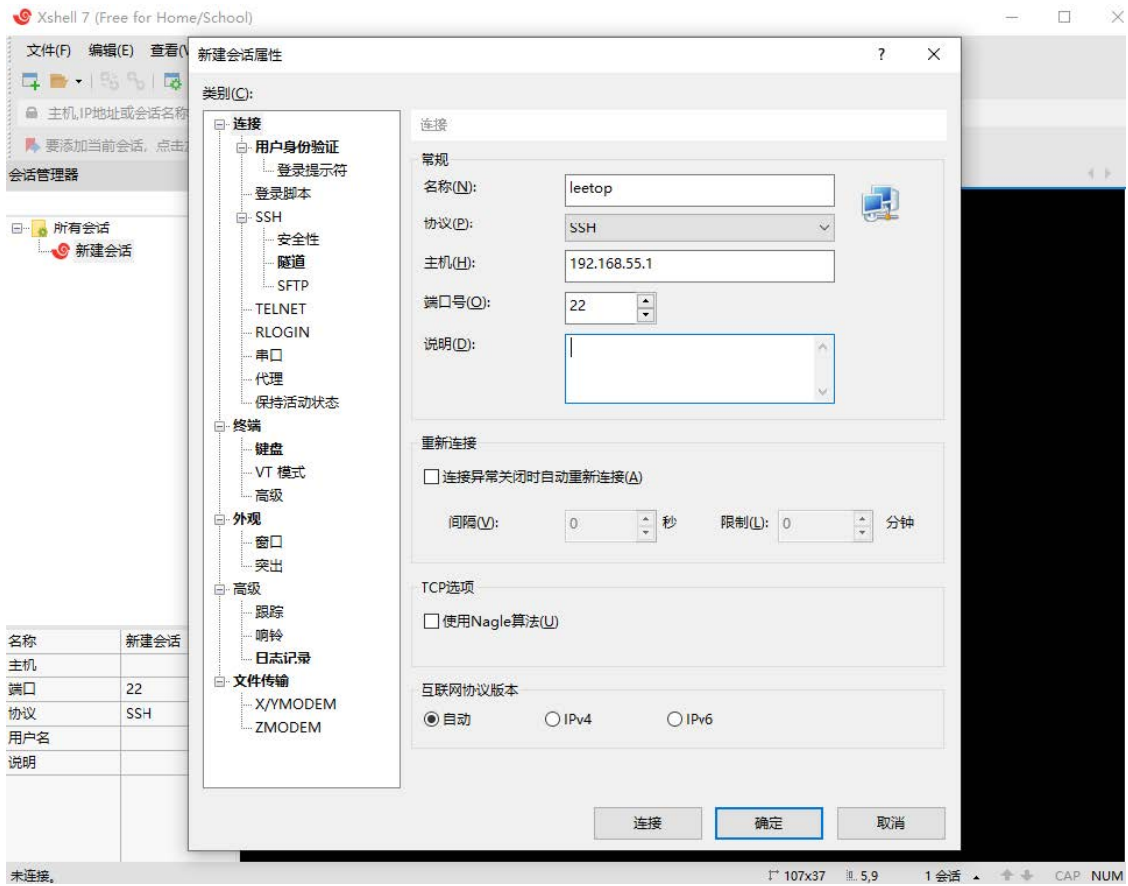 Xshell 7 (Free for Home/School)
文件(F) 编辑(E) 查看(V
主机,IP地址或会话名称
要添加当前会话, 点击
会话管理器
所有会话
新建会话
名称 新建会话
主机
端口 22
协议 SSH
用户名
说明
新建会话属性
?
类别(C):
连接
用户身份验证
登录提示符
登录脚本
SSH
安全性
隧道
SFTP
TELNET
RLOGIN
串口
代理
保持活动状态
终端
键盘
VT 模式
高级
外观
窗口
突出
高级
跟踪
响铃
日志记录
文件传输
X/YMODEM
ZMODEM
连接
常规
名称(N): leetop
协议(P): SSH
主机(H): 192.168.55.1
端口号(O): 22
说明(D):
重新连接
连接异常关闭时自动重新连接(A)
间隔(V): 0 秒 限制(L): 0 分钟
TCP选项
使用Nagle算法(U)
互联网协议版本
自动 IPv4 IPv6
连接 确定 取消
未连接。 107x37 5,9 1 会话 CAP NUM